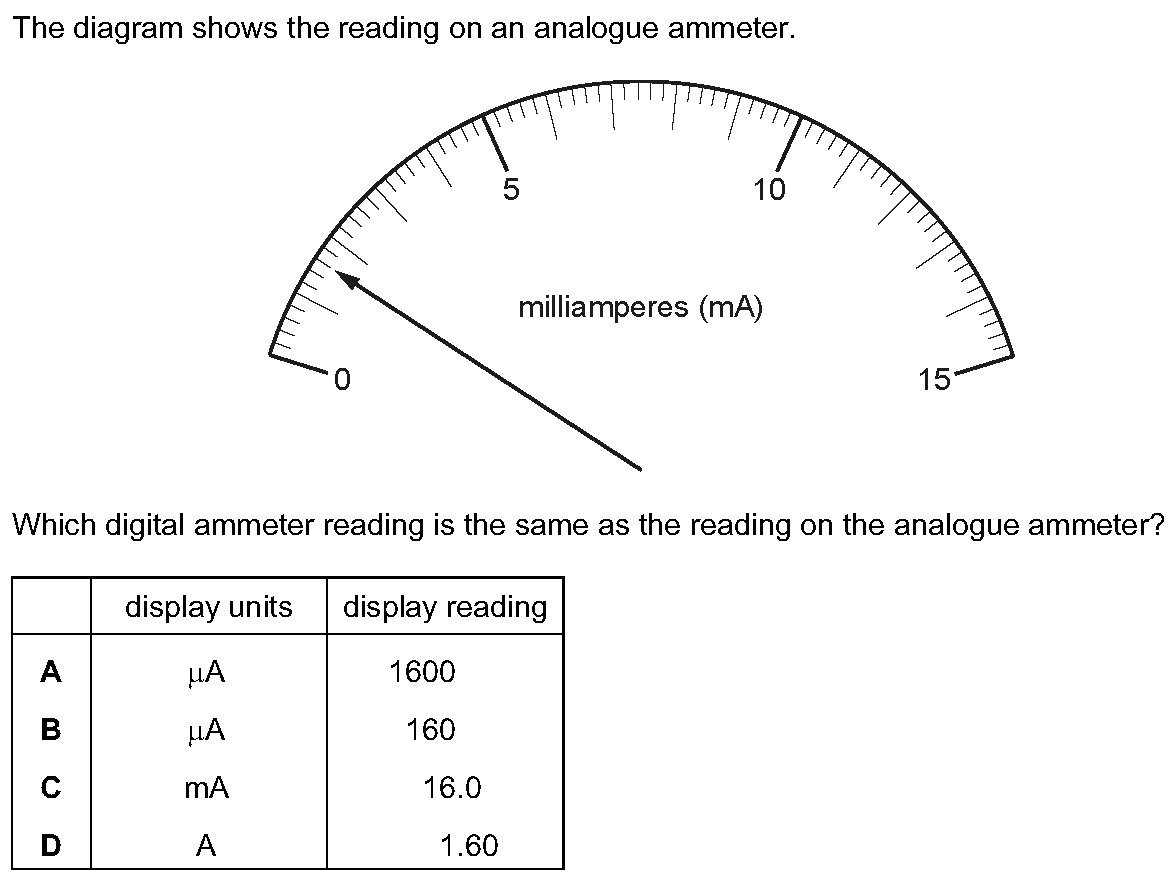 The diagram shows the reading on an analogue ammeter.
5
10
milliamperes (mA)
0
15
Which digital ammeter reading is the same as the reading on the analogue ammeter?
display units display reading
A μA 1600
B μA 160
C mA 16.0
D A 1.60